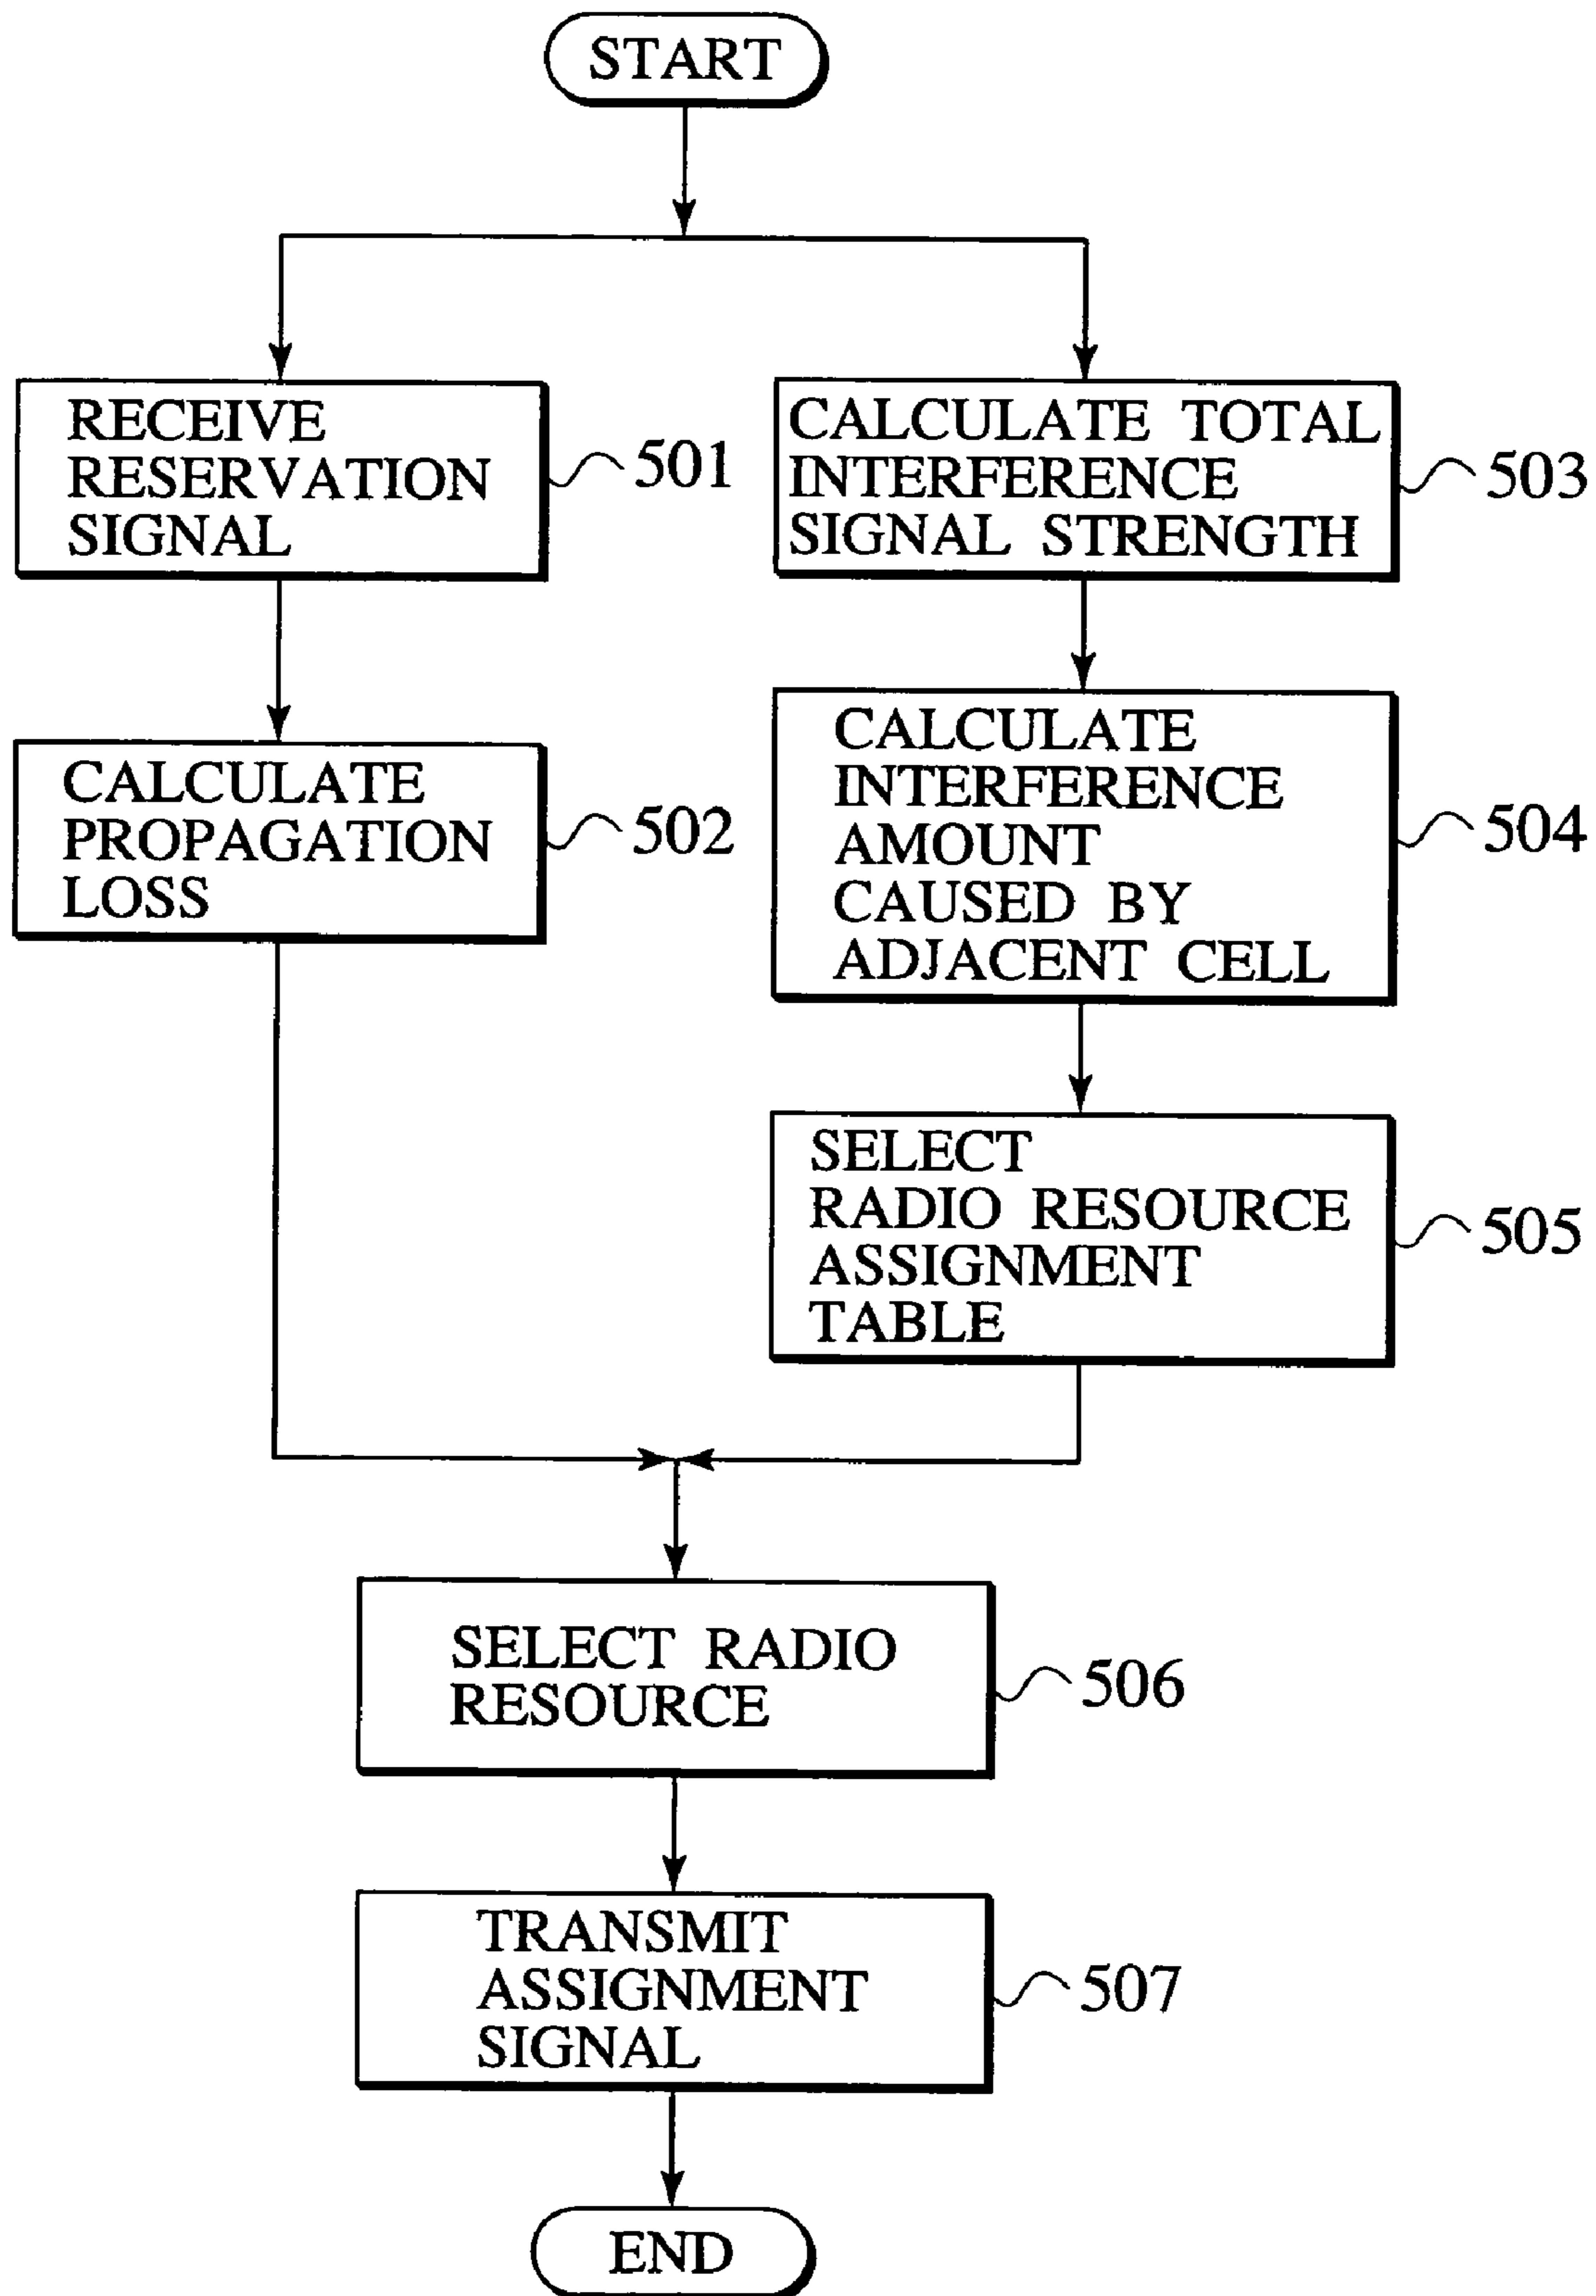 START
RECEIVE
RESERVATION
SIGNAL
501
CALCULATE PROPAGATION
LOSS
502
CALCULATE TOTAL
INTERFERENCE
SIGNAL STRENGTH
503
CALCULATE
INTERFERENCE
AMOUNT
CAUSED BY
ADJACENT CELL
504
SELECT
RADIO RESOURCE
ASSIGNMENT
TABLE
505
SELECT RADIO
RESOURCE
506
TRANSMIT
ASSIGNMENT
SIGNAL
507
END